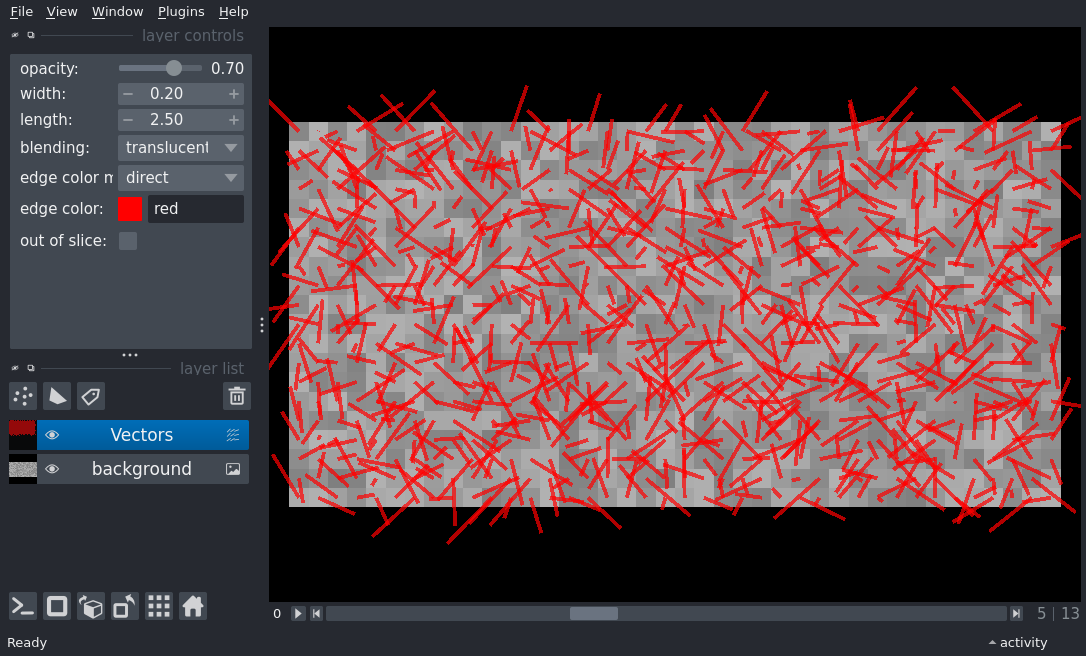 File View Window Plugins Help
layer controls
opacity: 0.70
width: − 0.20 +
length: − 2.50 +
blending: translucent
edge color m direct
edge color: red
out of slice:
layer list
Vectors
background
0 5 | 13
Ready activity